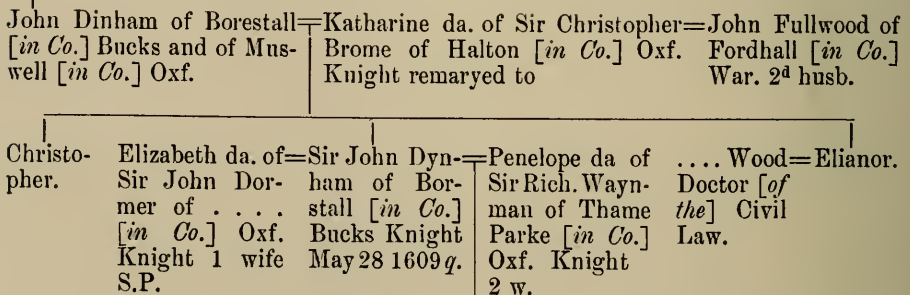 John Dinham of Borestall=Katharine da. of Sir Christopher=John Fullwood of
[in Co.] Bucks and of Mus- Brome of Halton [in Co.] Oxf. Fordhall [in Co.]
well [in Co.] Oxf. Knight remaryed to War. 2d husb.
Christo- Elizabeth da. of=Sir John Dyn-=Penelope da of .... Wood=Elianor.
pher. Sir John Dor- ham of Bor- Sir Rich. Wayn- Doctor [of
mer of .... stall [in Co.] man of Thame the] Civil
[in Co.] Oxf. Bucks Knight Parke [in Co.] Law.
Knight 1 wife May 28 1609 q. Oxf. Knight
S.P. 2 w.